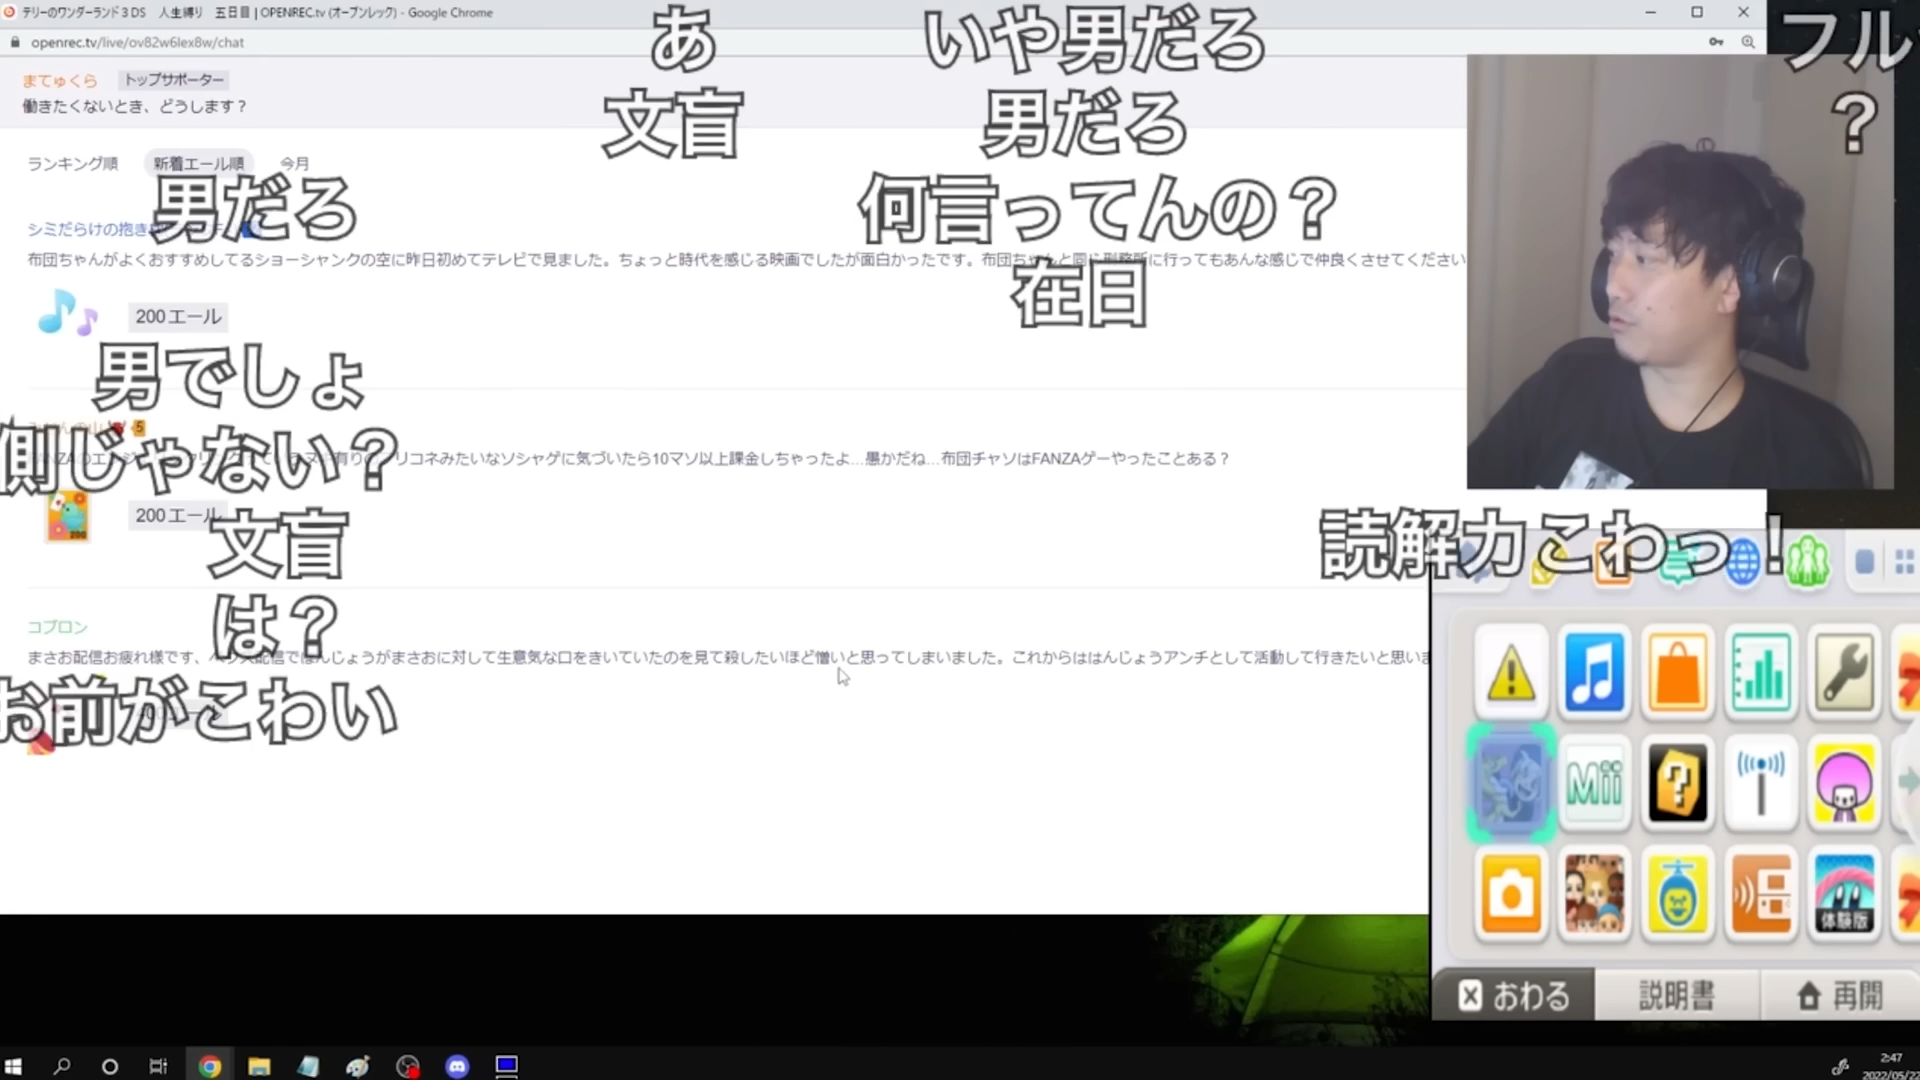 テリーのワンダーランド３DS　人生縛り　五日目 | OPENREC.tv (オープンレック) - Google Chrome
openrec.tv/live/ov82w6lex8w/chat
まてゅくら トップサポーター
働きたくないとき、どうします？
ランキング順 新着エール順 今月
あ
いや男だろ
フル
文盲
男だろ
？
男だろ
何言ってんの？
シミだらけの抱き
布団ちゃんがよくおすすめしてるショーシャンクの空に昨日初めてテレビで見ました。ちょっと時代を感じる映画でしたが面白かったです。布団ちゃんと同じ刑務所に行ってもあんな感じで仲良くさせてください
在日
200エール
男でしょ
5
側じゃない？
リコネみたいなソシャゲに気づいたら10マソ以上課金しちゃったよ...愚かだね...布団チャソはFANZAゲーやったことある？
200エール
文盲
読解力こわっ！
は？
コブロン
まさお配信お疲れ様です、
じょうがまさおに対して生意気な口をきいていたのを見て殺したいほど憎いと思ってしまいました。これからははんじょうアンチとして活動して行きたいと思いま
お前がこわい
Mii
?
体験版
X おわる
説明書
再開
2:47
2022/05/22